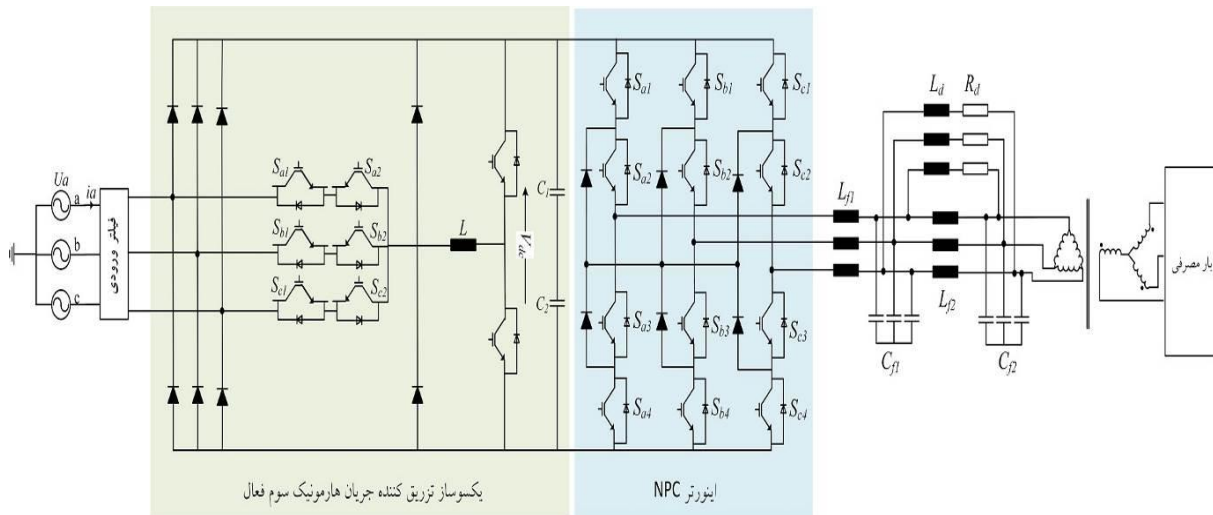 Ua
ia
a
b
c
فیلتر ورودی
Sa1
Sa2
Sb1
Sb2
Sc1
Sc2
L
C1
Vdc
C2
Sa1
Sb1
Sc1
Sa2
Sb2
Sc2
Sa3
Sb3
Sc3
Sa4
Sb4
Sc4
Ld
Rd
Lf1
Lf2
Cf1
Cf2
بار مصرفی
یکسوساز تزریق کننده جریان هارمونیک سوم فعال
اینورتر NPC